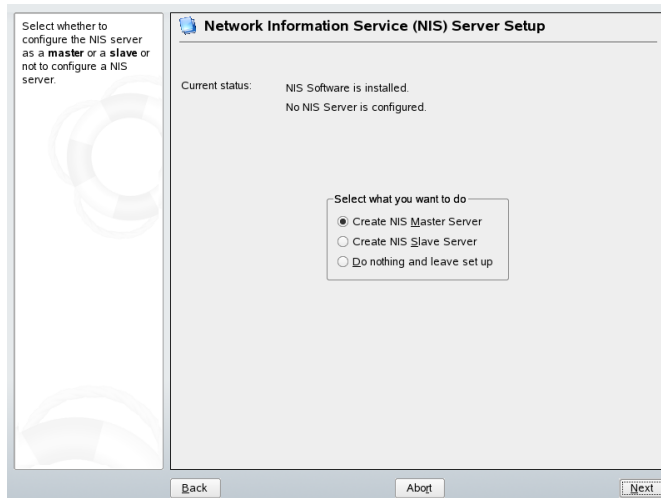 Select whether to
configure the NIS server
as a master or a slave or
not to configure a NIS
server.
Network Information Service (NIS) Server Setup
Current status:
NIS Software is installed.
No NIS Server is configured.
Select what you want to do
Create NIS Master Server
Create NIS Slave Server
Do nothing and leave set up
Back
Abort
Next